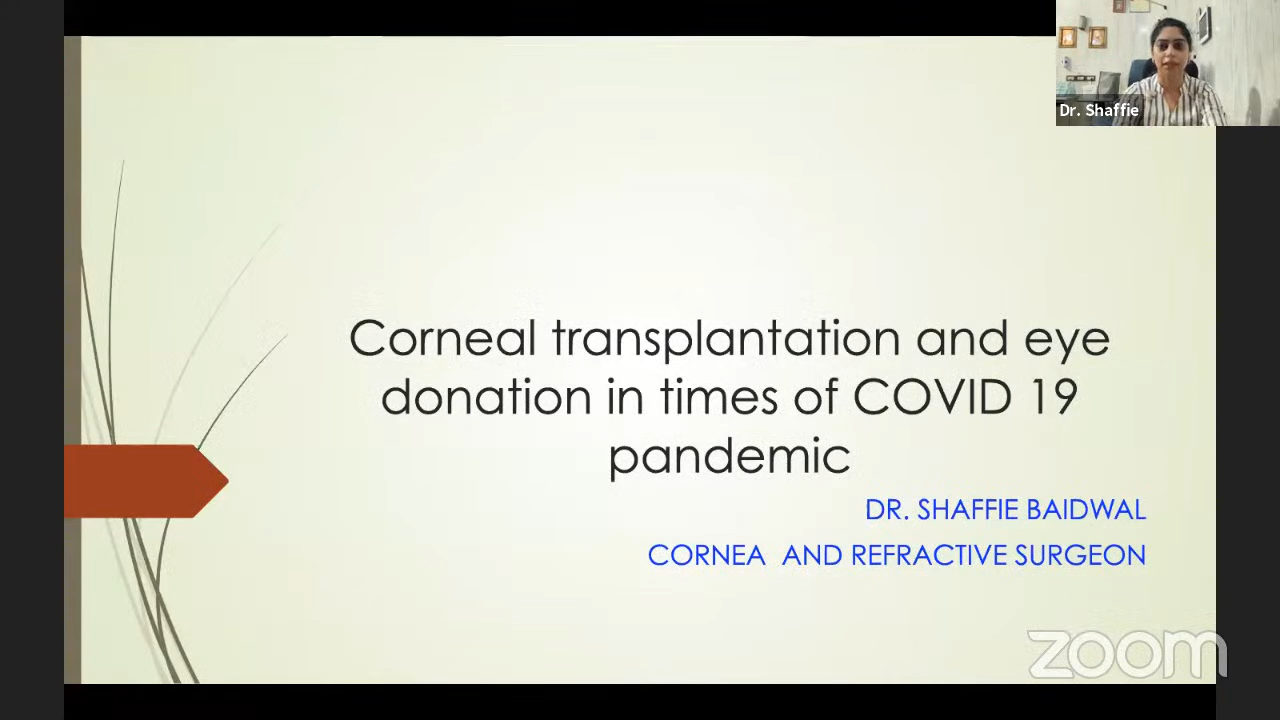 Dr. Shaffie
Corneal transplantation and eye
donation in times of COVID 19
pandemic
DR. SHAFFIE BAIDWAL
CORNEA AND REFRACTIVE SURGEON
zoom